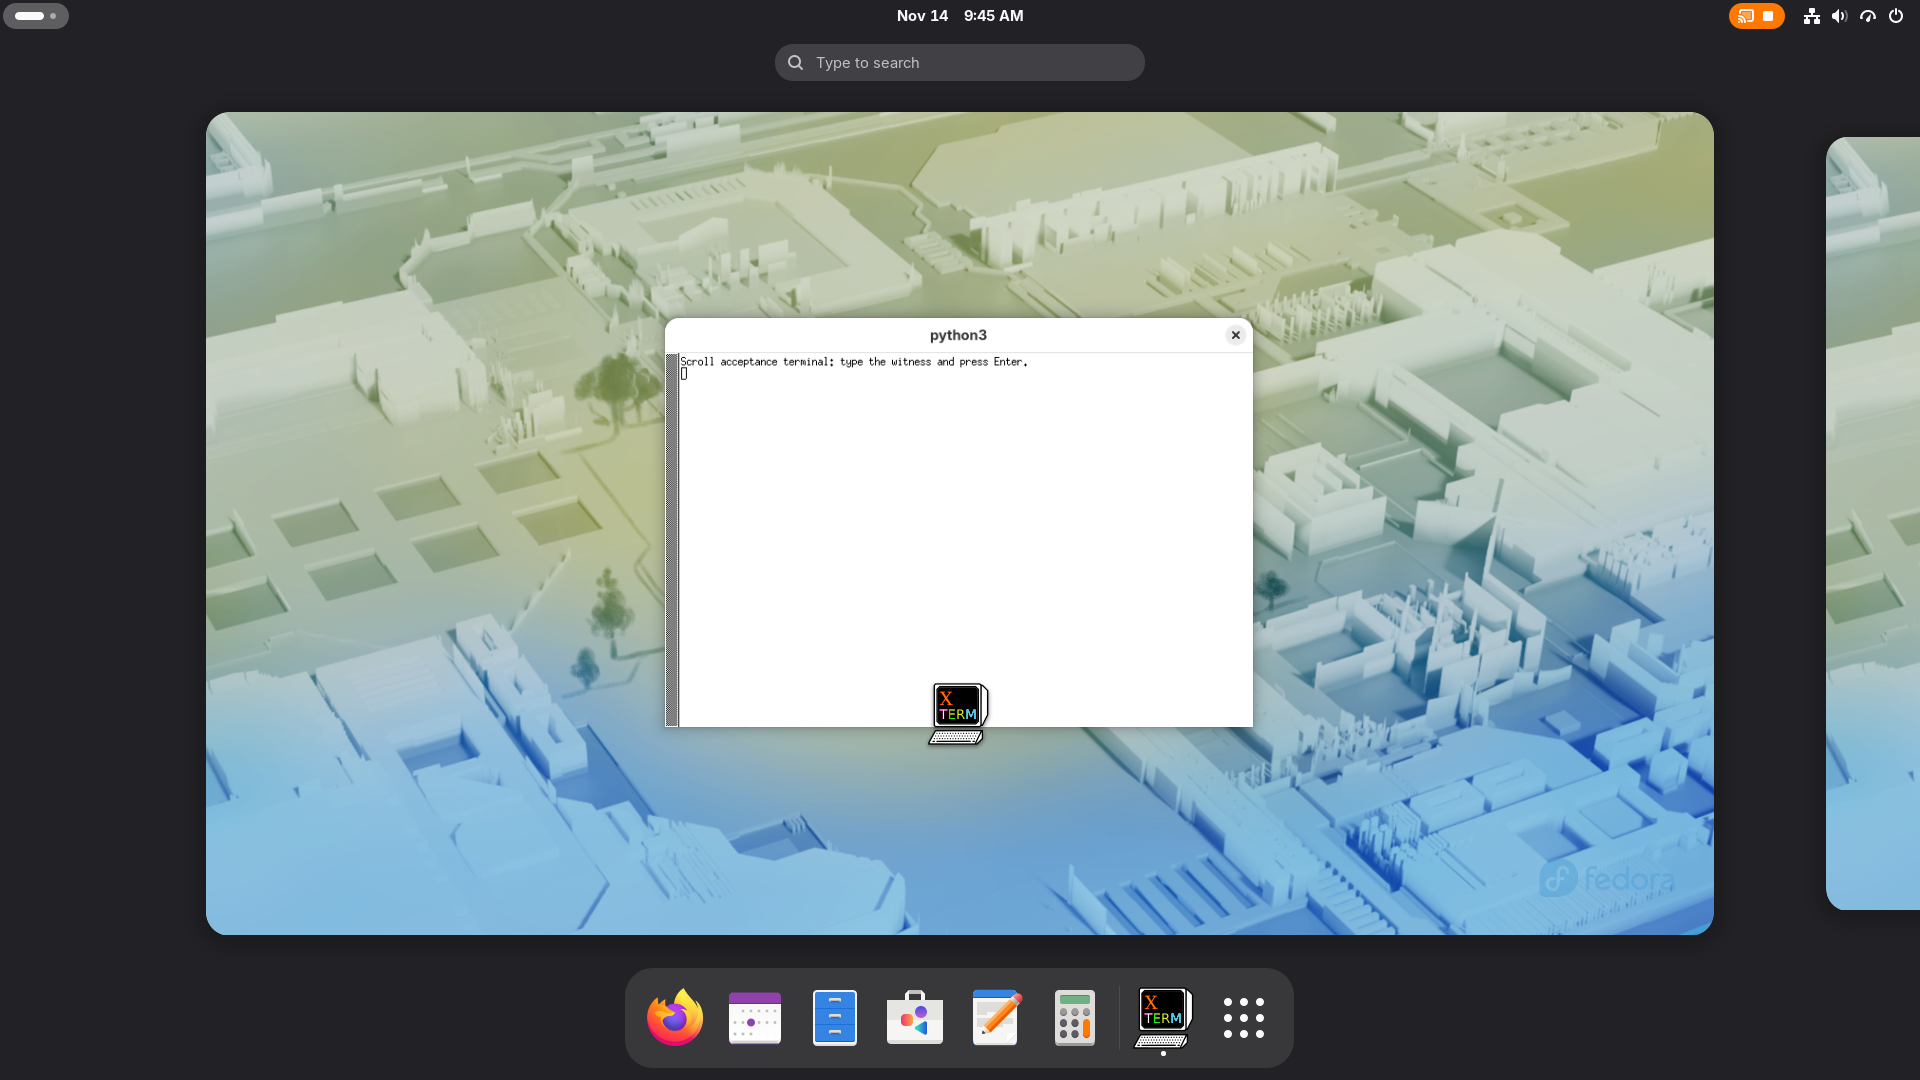 Nov 14 9:45 AM
Type to search
python3
Scroll acceptance terminal: type the witness and press Enter.
X
TERM
fedora
X
TERM